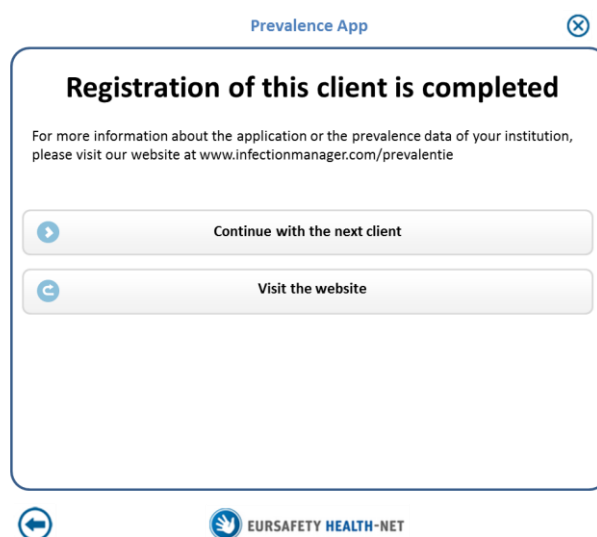 Prevalence App
Registration of this client is completed
For more information about the application or the prevalence data of your institution,
please visit our website at www.infectionmanager.com/prevalentie
Continue with the next client
Visit the website
EURSAFETY HEALTH-NET